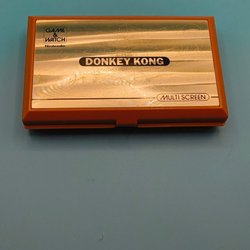 GAME
&
WATCH
Nintendo
DONKEY KONG
MULTI SCREEN